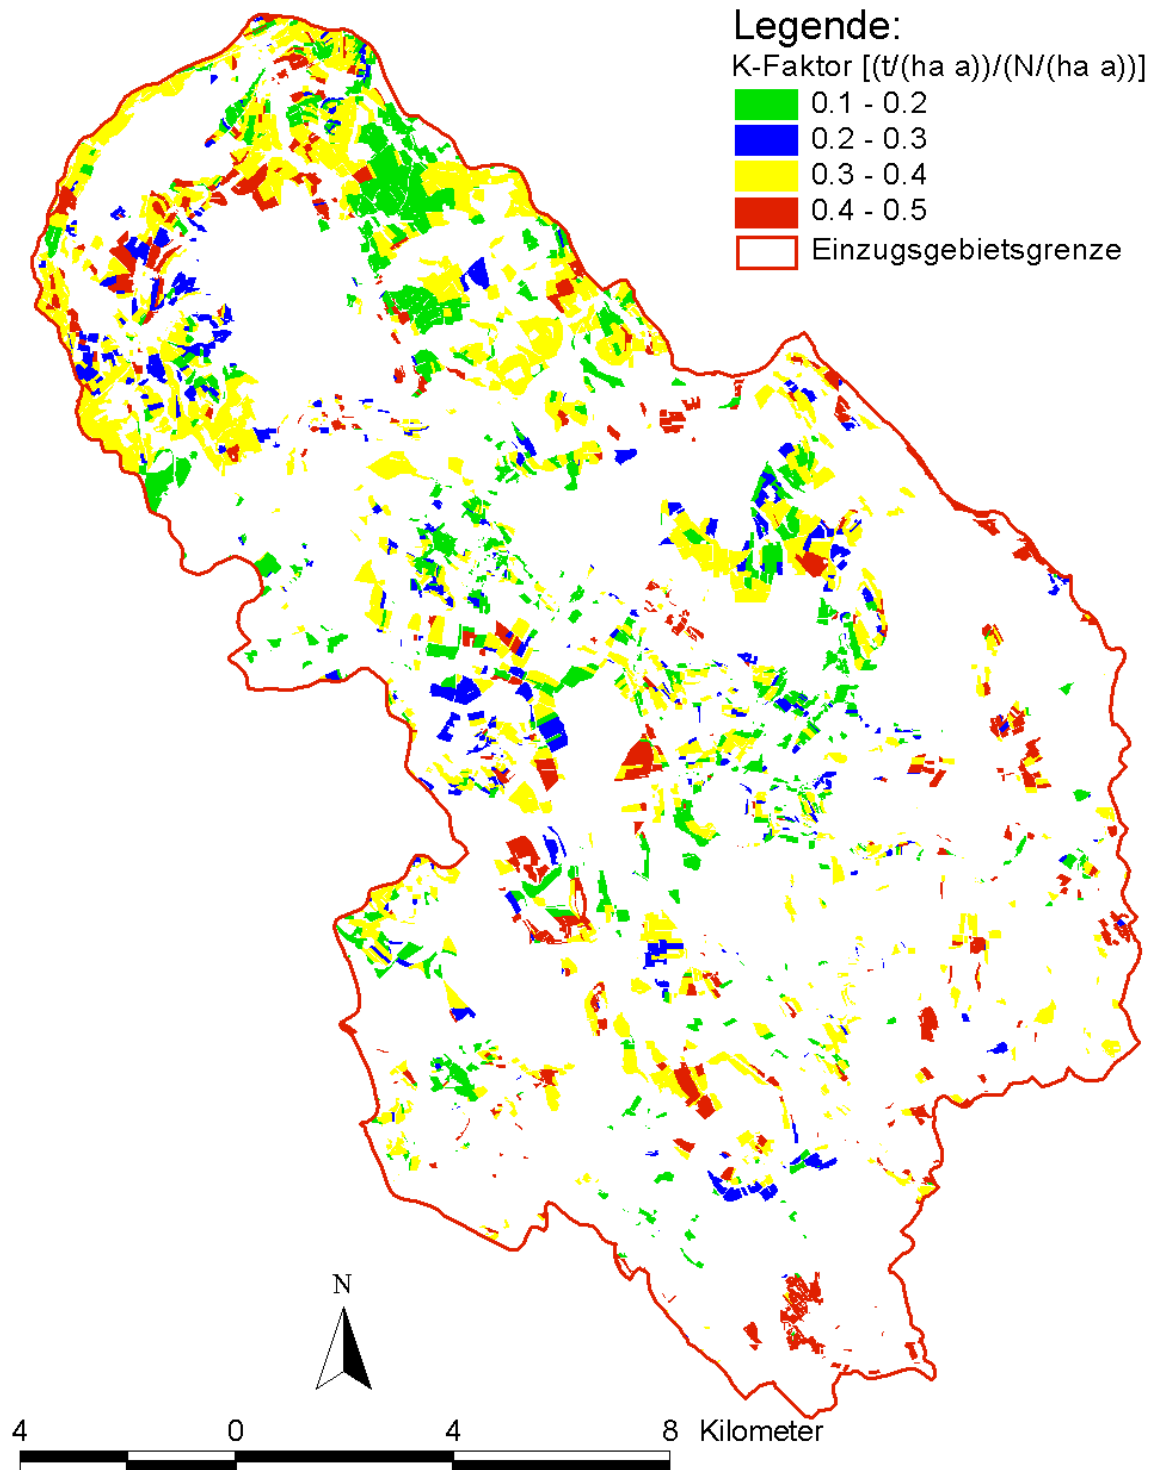 Legende:
K-Faktor [(t/(ha a))/(N/(ha a))]
0.1 - 0.2
0.2 - 0.3
0.3 - 0.4
0.4 - 0.5
Einzugsgebietsgrenze
N
4 0 4 8 Kilometer